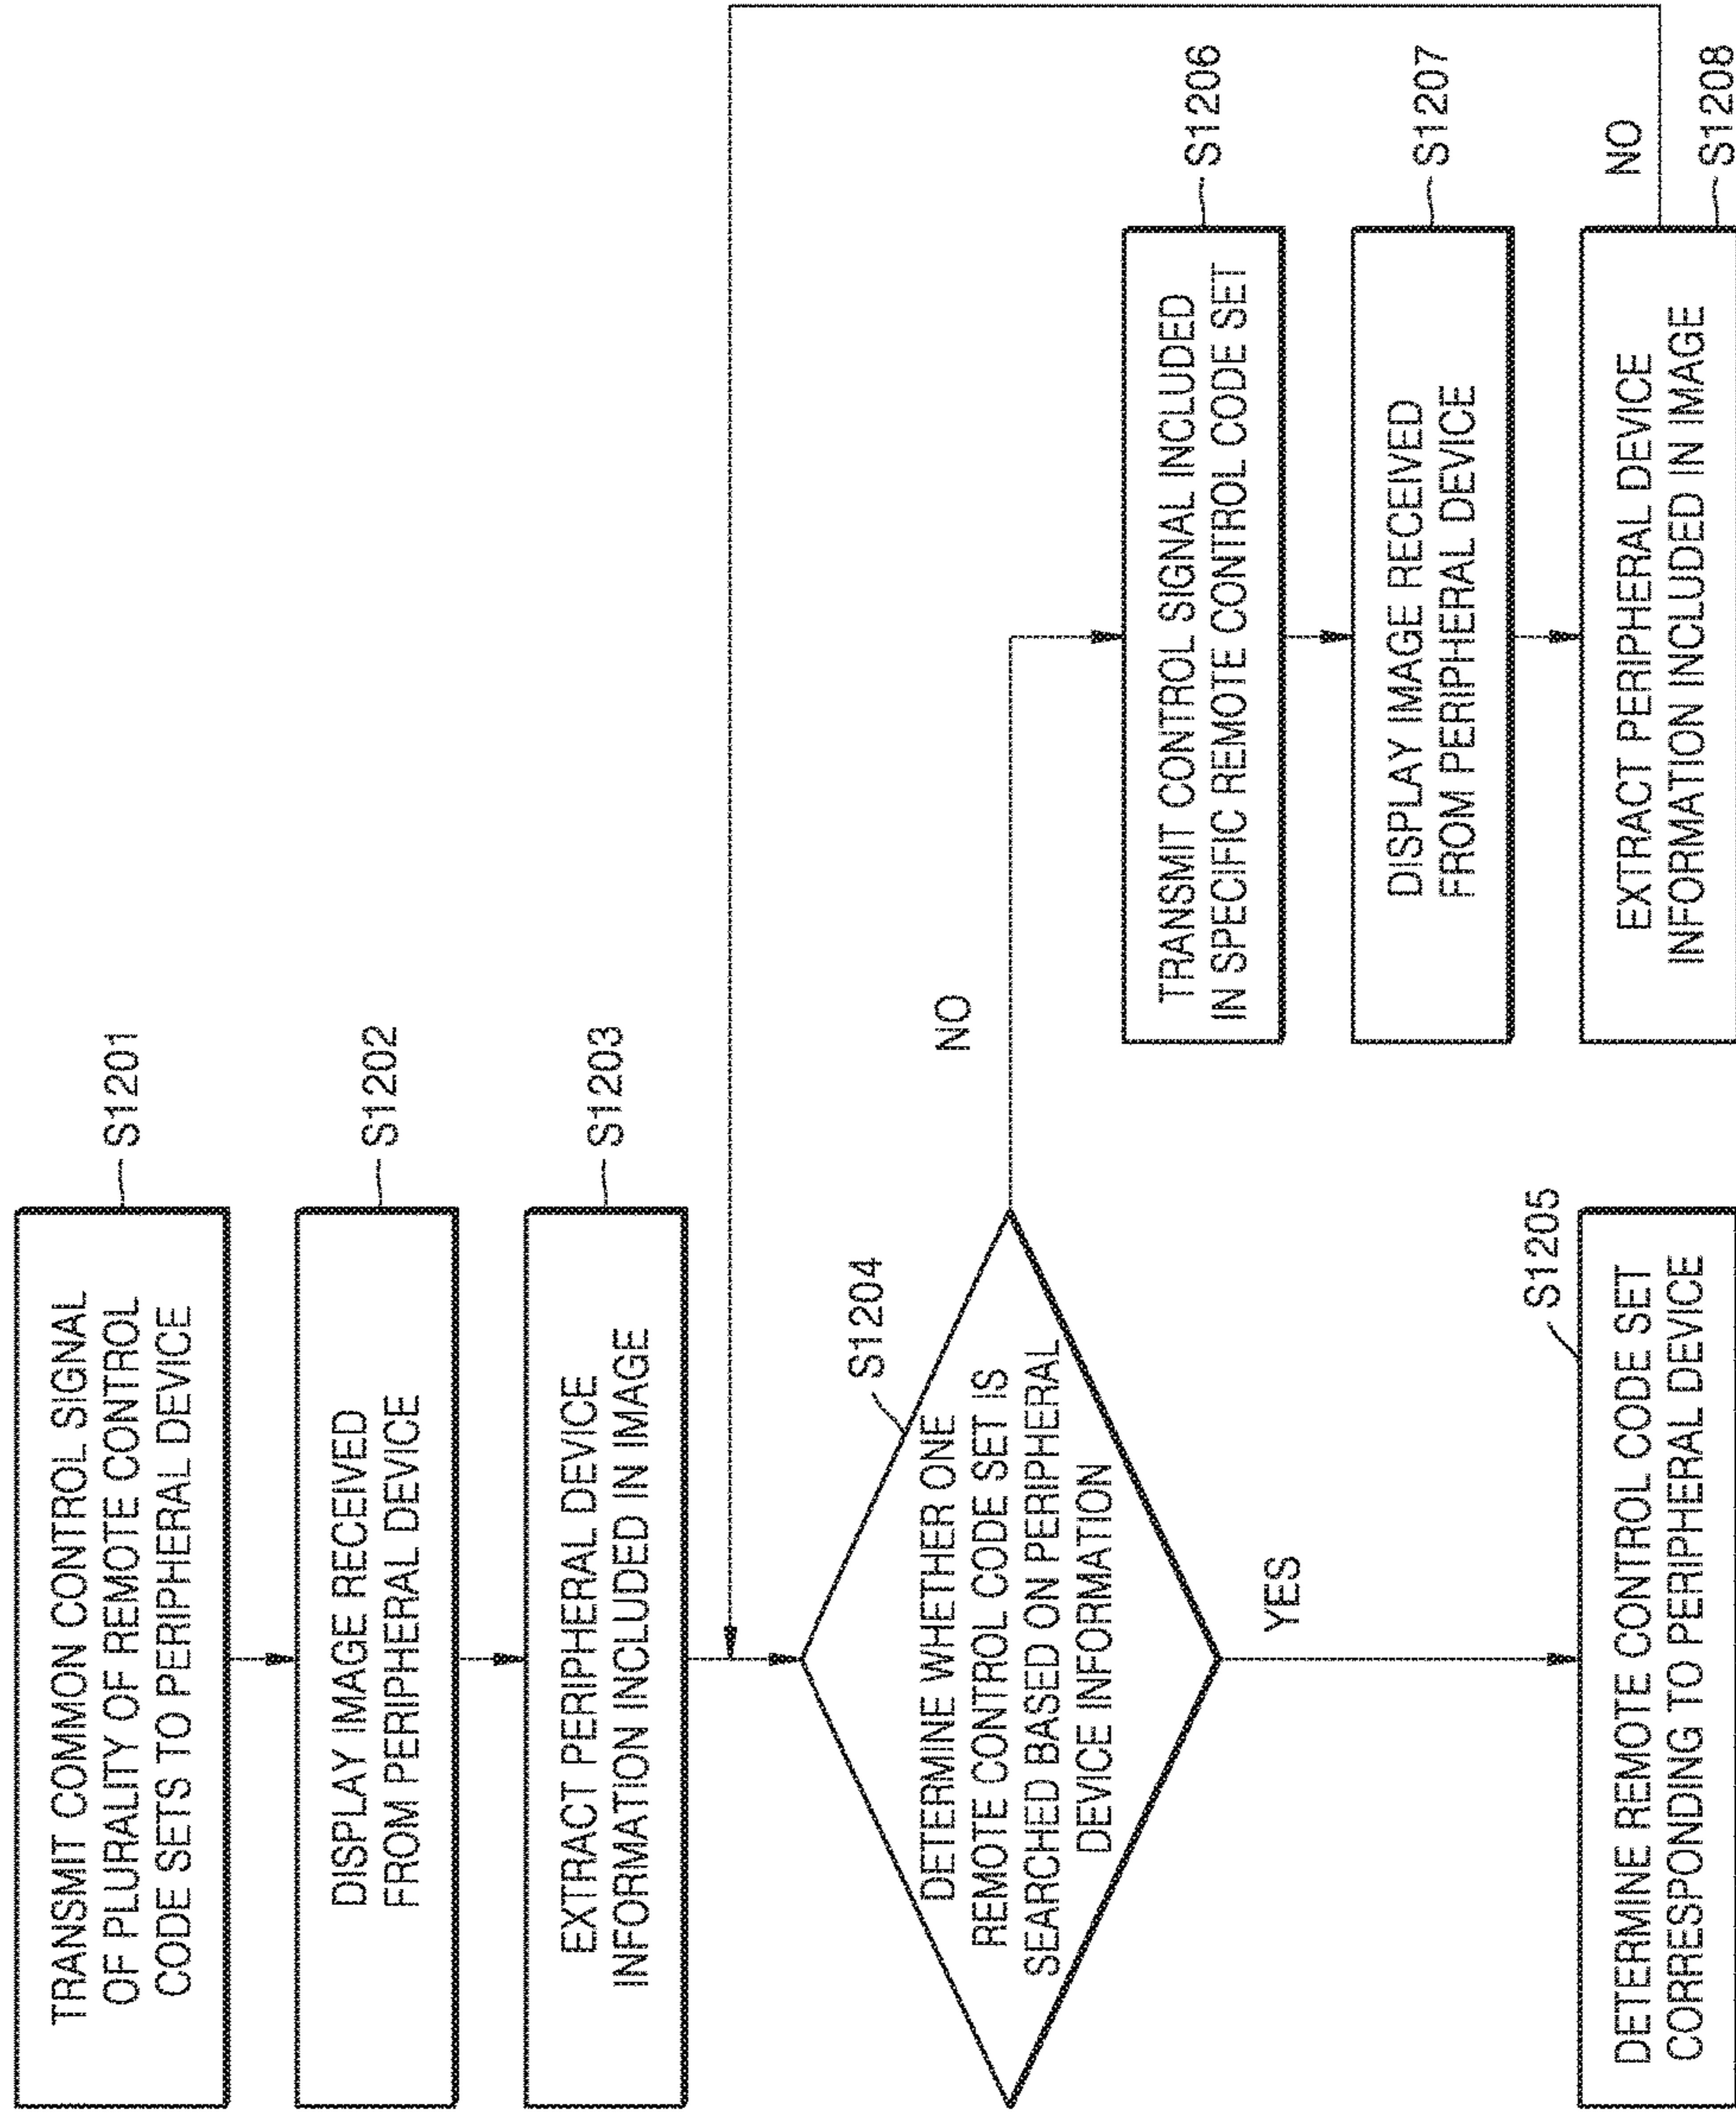 TRANSMIT COMMON CONTROL SIGNAL
OF PLURALITY OF REMOTE CONTROL
CODE SETS TO PERIPHERAL DEVICE
S1201
DISPLAY IMAGE RECEIVED
FROM PERIPHERAL DEVICE
S1202
EXTRACT PERIPHERAL DEVICE
INFORMATION INCLUDED IN IMAGE
S1203
DETERMINE WHETHER ONE
REMOTE CONTROL CODE SET IS
SEARCHED BASED ON PERIPHERAL
DEVICE INFORMATION
S1204
NO
YES
DETERMINE REMOTE CONTROL CODE SET
CORRESPONDING TO PERIPHERAL DEVICE
S1205
TRANSMIT CONTROL SIGNAL INCLUDED
IN SPECIFIC REMOTE CONTROL CODE SET
S1206
DISPLAY IMAGE RECEIVED
FROM PERIPHERAL DEVICE
S1207
EXTRACT PERIPHERAL DEVICE
INFORMATION INCLUDED IN IMAGE
NO
S1208